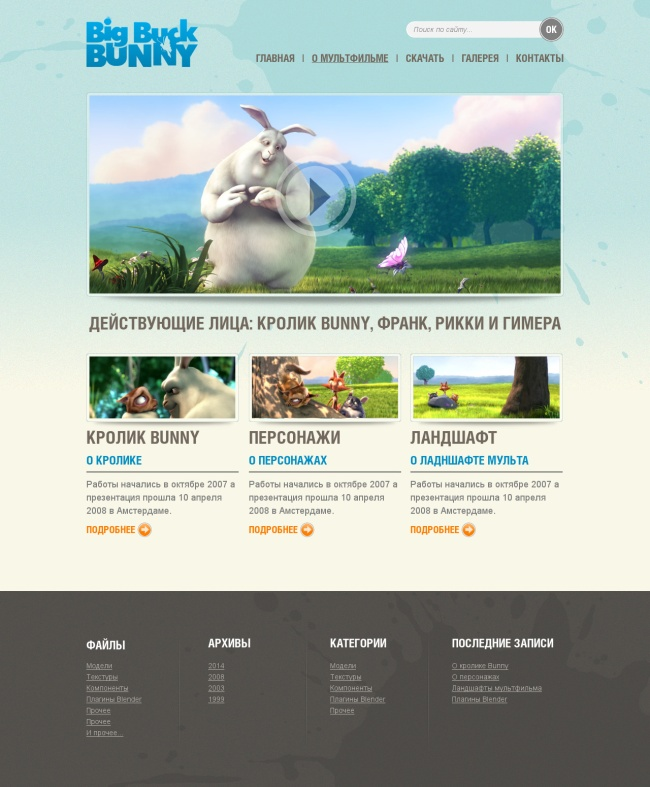 Big Buck
BUNNY
Поиск по сайту...
OK
ГЛАВНАЯ | О МУЛЬТФИЛЬМЕ | СКАЧАТЬ | ГАЛЕРЕЯ | КОНТАКТЫ
ДЕЙСТВУЮЩИЕ ЛИЦА: КРОЛИК BUNNY, ФРАНК, РИККИ И ГИМЕРА
КРОЛИК BUNNY
О КРОЛИКЕ
Работы начались в октябре 2007 а
презентация прошла 10 апреля
2008 в Амстердаме.
ПОДРОБНЕЕ
ПЕРСОНАЖИ
О ПЕРСОНАЖАХ
Работы начались в октябре 2007 а
презентация прошла 10 апреля
2008 в Амстердаме.
ПОДРОБНЕЕ
ЛАНДШАФТ
О ЛАДНШАФТЕ МУЛЬТА
Работы начались в октябре 2007 а
презентация прошла 10 апреля
2008 в Амстердаме.
ПОДРОБНЕЕ
ФАЙЛЫ
Модели
Текстуры
Компоненты
Плагины Blender
Прочее
Прочее
И прочее...
АРХИВЫ
2014
2008
2003
1999
КАТЕГОРИИ
Модели
Текстуры
Компоненты
Плагины Blender
Прочее
ПОСЛЕДНИЕ ЗАПИСИ
О кролике Bunny
О персонажах
Ландшафты мультфильма
Плагины Blender